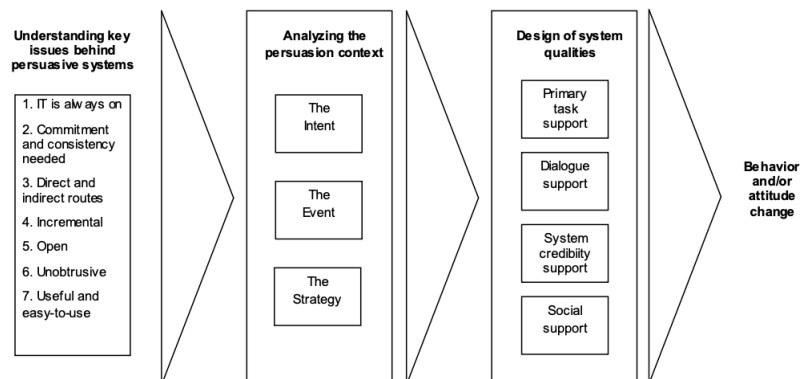 Understanding key
issues behind
persuasive systems
1. IT is always on
2. Commitment
and consistency
needed
3. Direct and
indirect routes
4. Incremental
5. Open
6. Unobtrusive
7. Useful and
easy-to-use
Analyzing the
persuasion context
The
Intent
The
Event
The
Strategy
Design of system
qualities
Primary
task
support
Dialogue
support
System
credibiity
support
Social
support
Behavior
and/or
attitude
change